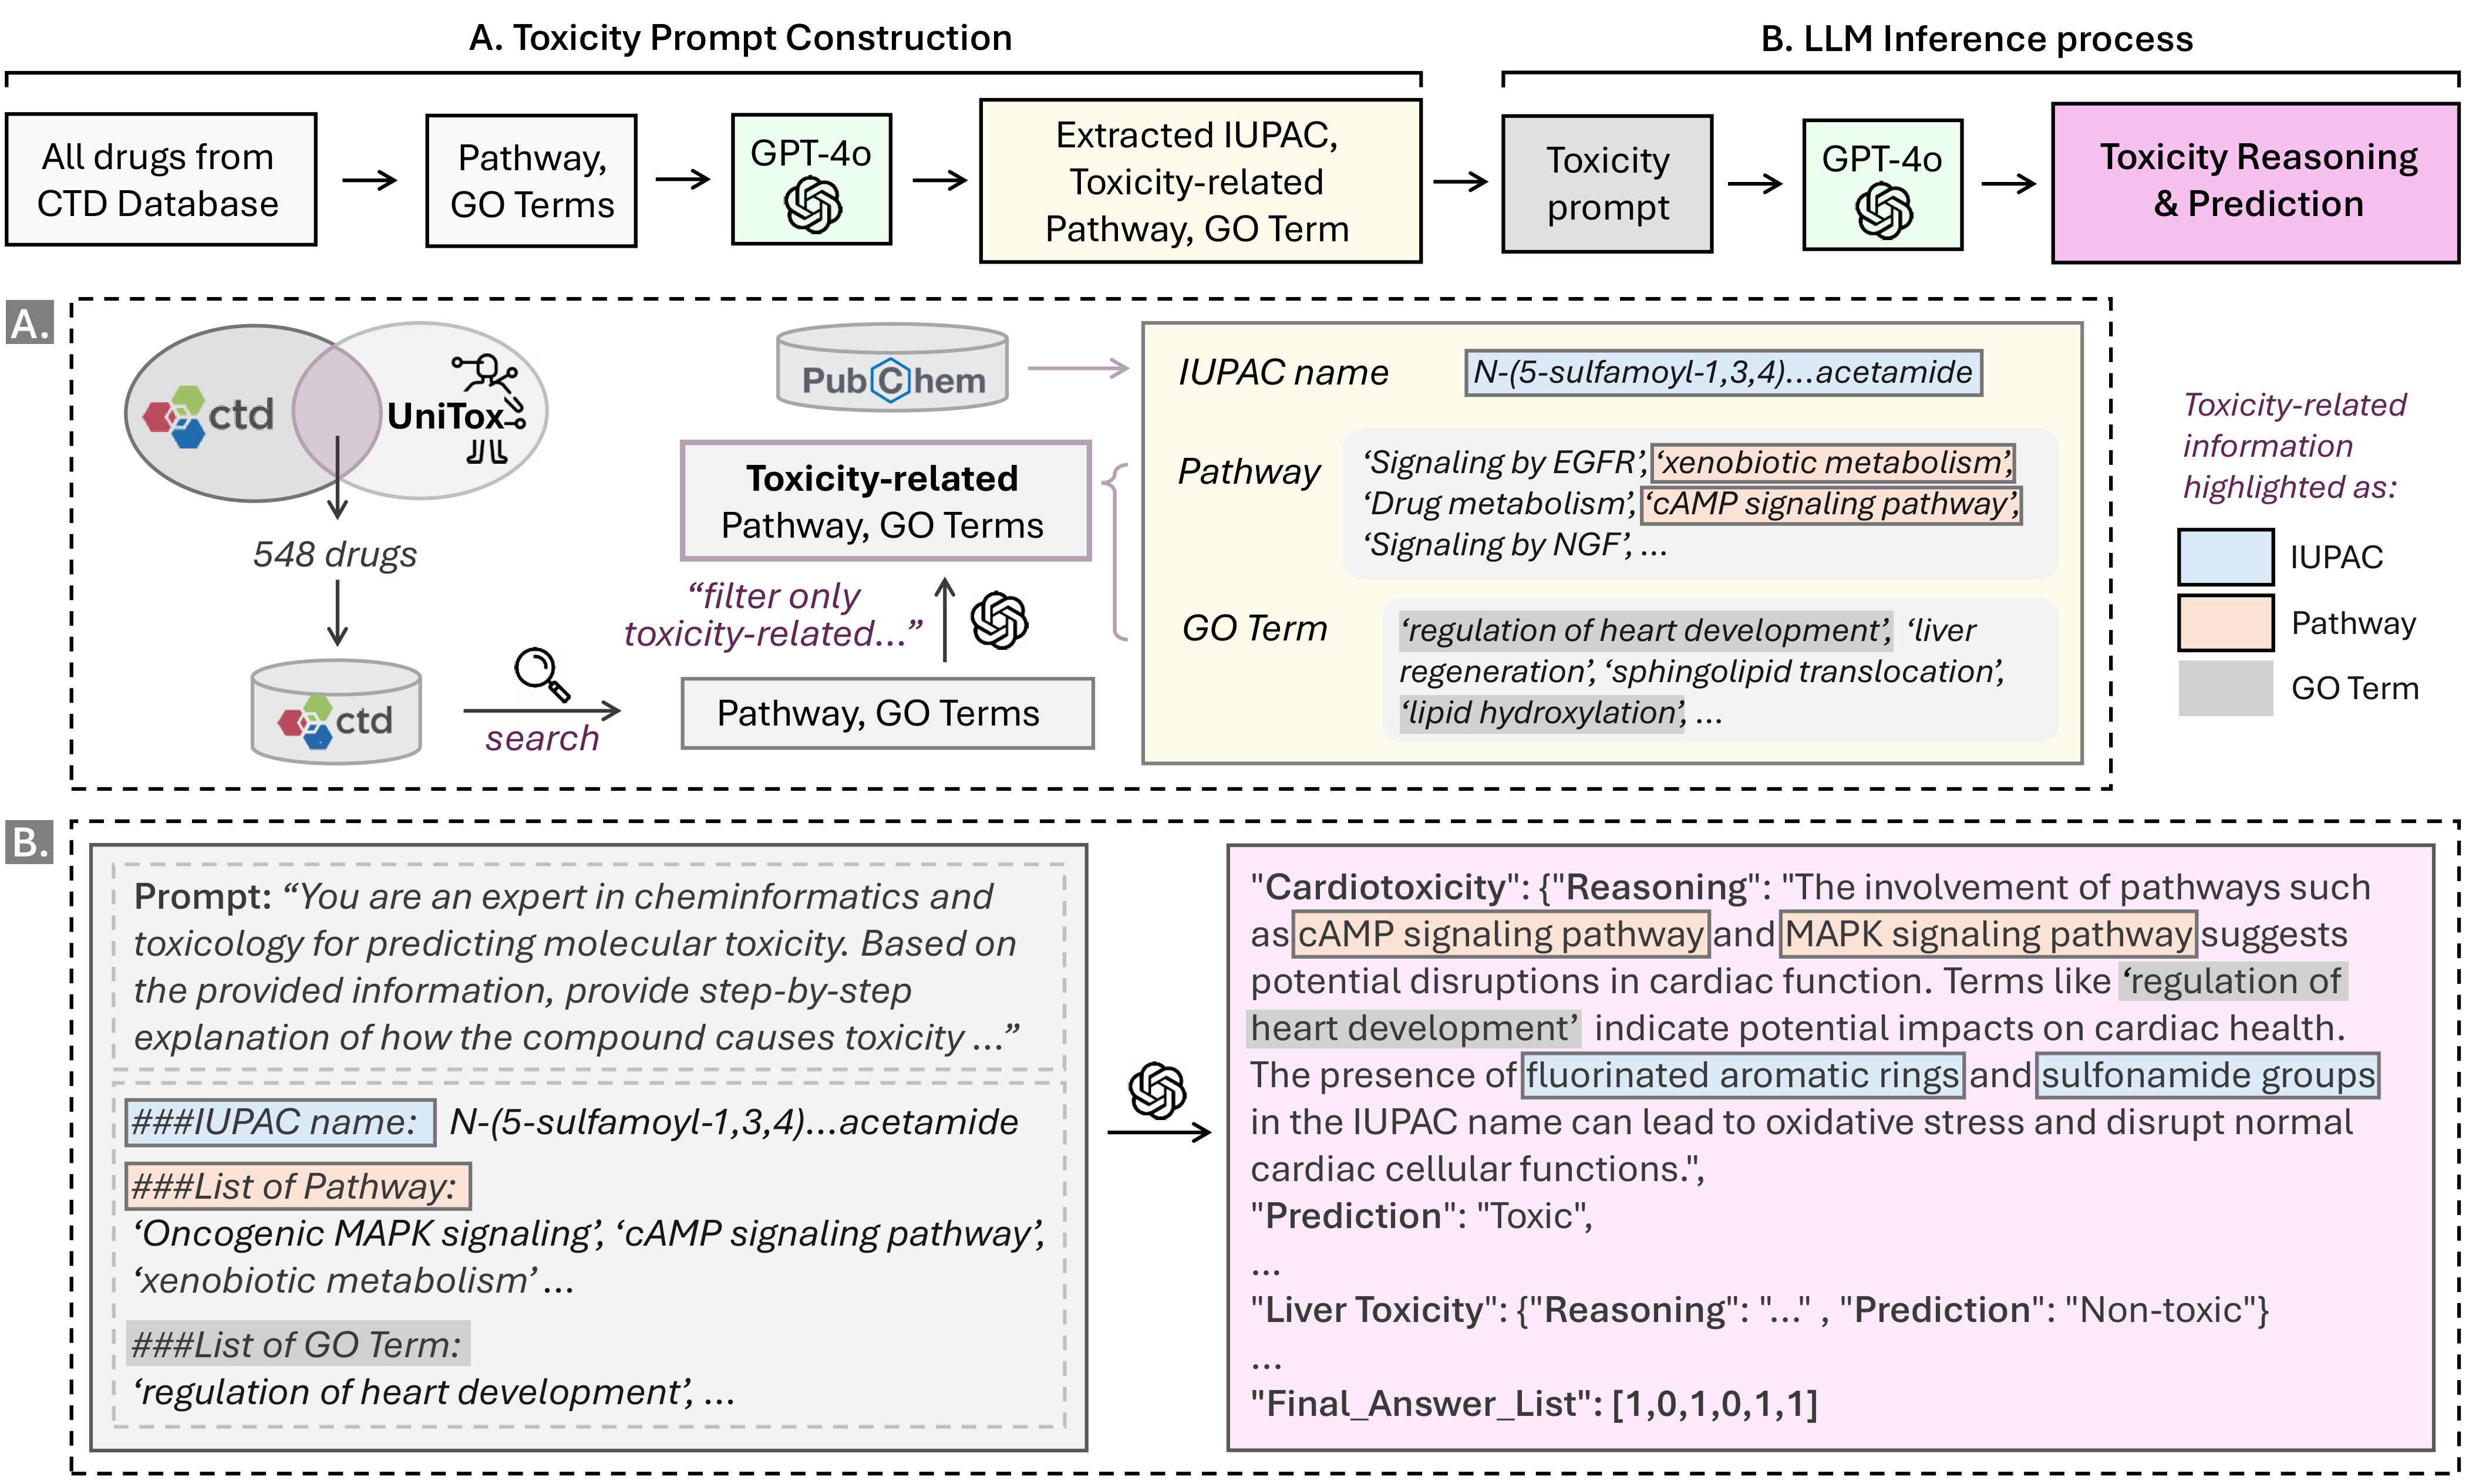 A. Toxicity Prompt Construction
B. LLM Inference process
All drugs from
CTD Database
Pathway,
GO Terms
GPT-4o
Extracted IUPAC,
Toxicity-related
Pathway, GO Term
Toxicity
prompt
GPT-4o
Toxicity Reasoning
& Prediction
A.
ctd
UniTox
548 drugs
ctd
search
PubChem
Toxicity-related
Pathway, GO Terms
“filter only
toxicity-related...”
Pathway, GO Terms
IUPAC name
N-(5-sulfamoyl-1,3,4)...acetamide
Pathway
‘Signaling by EGFR’, ‘xenobiotic metabolism’,
‘Drug metabolism’, ‘cAMP signaling pathway’,
‘Signaling by NGF’, ...
GO Term
‘regulation of heart development’, ‘liver
regeneration’, ‘sphingolipid translocation’,
‘lipid hydroxylation’, ...
Toxicity-related
information
highlighted as:
IUPAC
Pathway
GO Term
B.
Prompt: “You are an expert in cheminformatics and
toxicology for predicting molecular toxicity. Based on
the provided information, provide step-by-step
explanation of how the compound causes toxicity ...”
###IUPAC name: N-(5-sulfamoyl-1,3,4)...acetamide
###List of Pathway:
‘Oncogenic MAPK signaling’, ‘cAMP signaling pathway’,
‘xenobiotic metabolism’ ...
###List of GO Term:
‘regulation of heart development’, ...
"Cardiotoxicity": {"Reasoning": "The involvement of pathways such
as cAMP signaling pathway and MAPK signaling pathway suggests
potential disruptions in cardiac function. Terms like ‘regulation of
heart development’ indicate potential impacts on cardiac health.
The presence of fluorinated aromatic rings and sulfonamide groups
in the IUPAC name can lead to oxidative stress and disrupt normal
cardiac cellular functions.",
"Prediction": "Toxic",
...
"Liver Toxicity": {"Reasoning": "..." , "Prediction": "Non-toxic"}
...
"Final_Answer_List": [1,0,1,0,1,1]